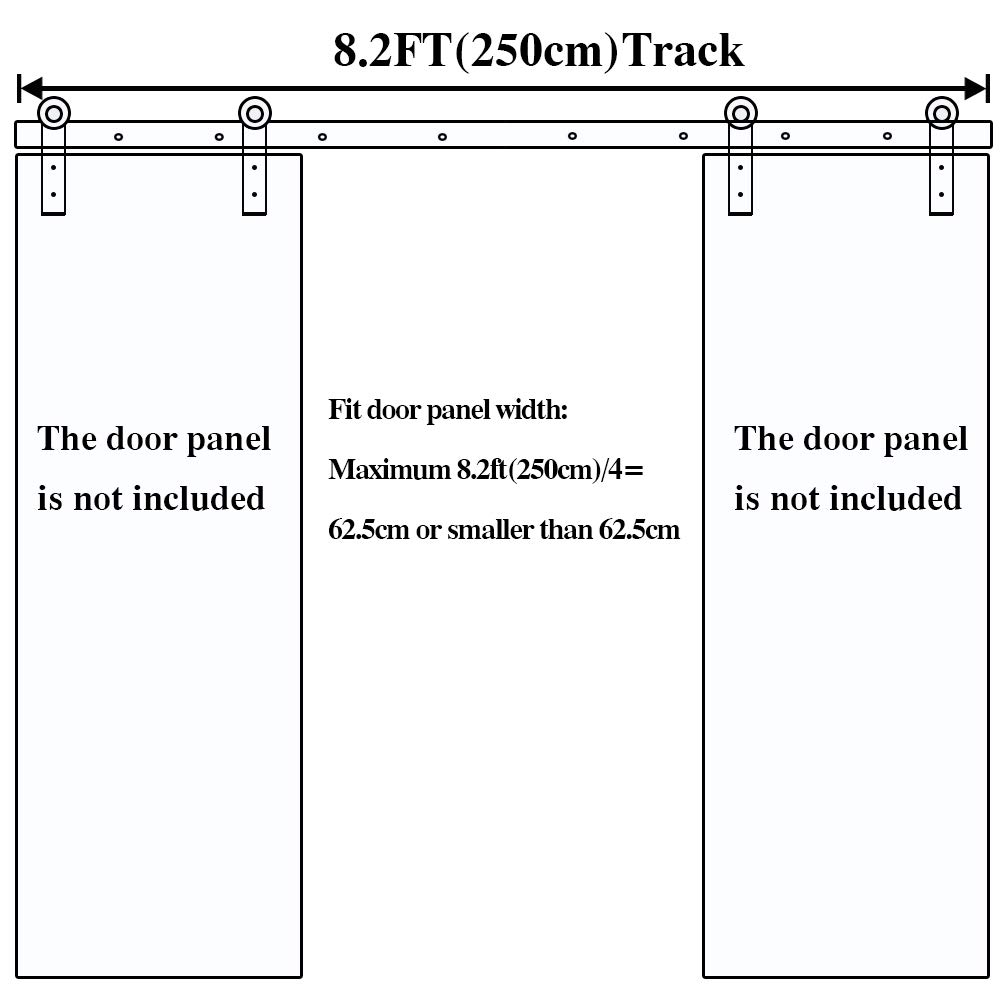 8.2FT(250cm)Track
The door panel
is not included
Fit door panel width:
Maximum 8.2ft(250cm)/4=
62.5cm or smaller than 62.5cm
The door panel
is not included